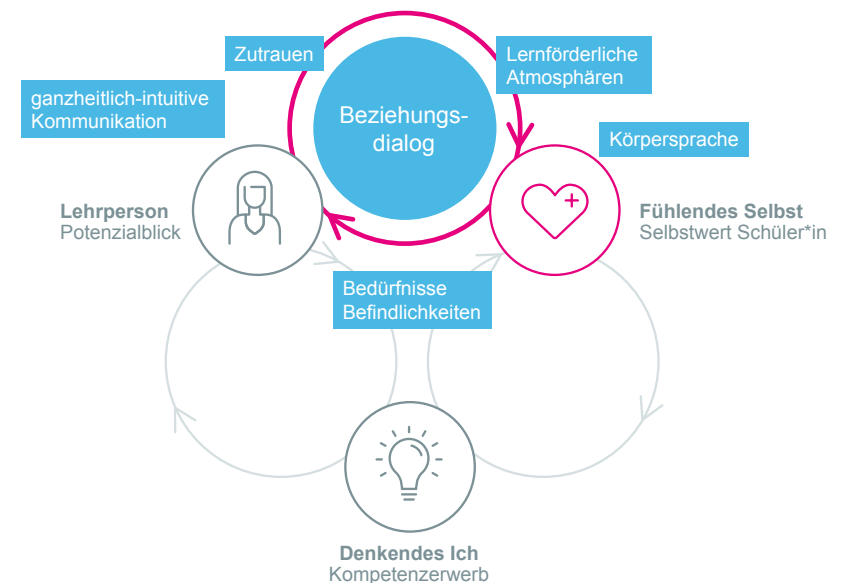 Zutrauen
Lernförderliche
Atmosphären
ganzheitlich-intuitive
Kommunikation
Beziehungs-
dialog
Körpersprache
Lehrperson
Potenzialblick
Fühlendes Selbst
Selbstwert Schüler*in
Bedürfnisse
Befindlichkeiten
Denkendes Ich
Kompetenzerwerb